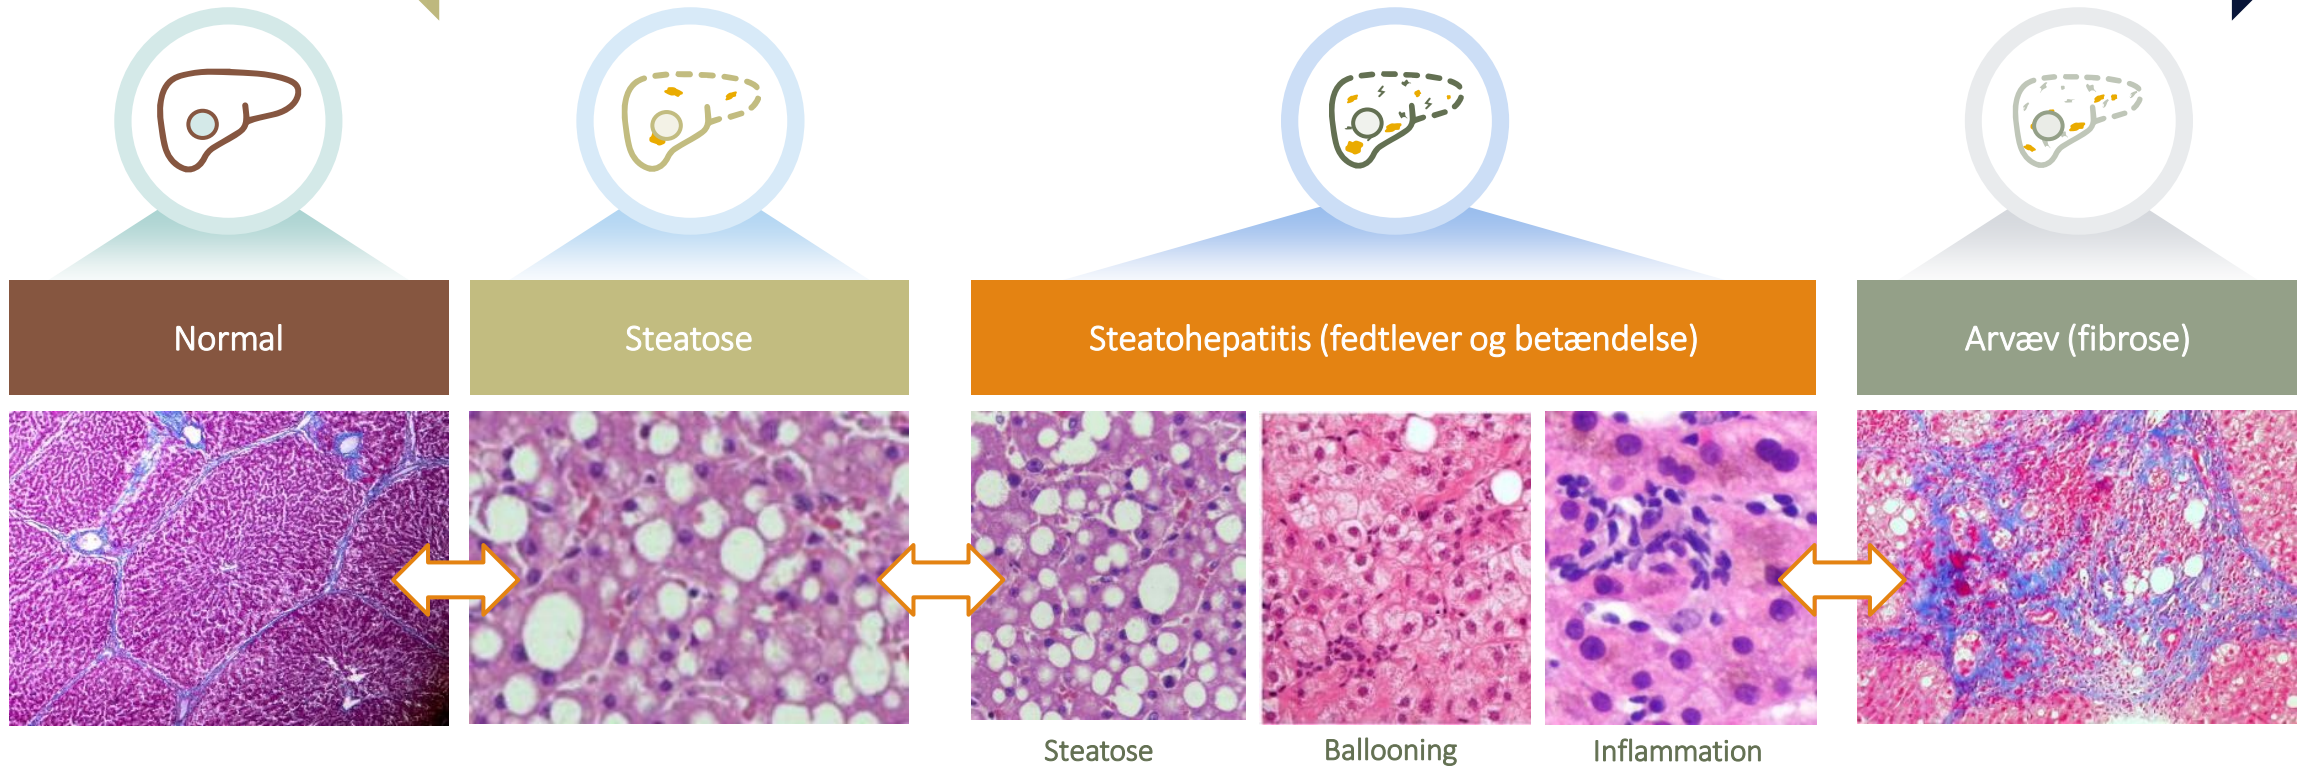 Normal
Steatose
Steatohepatitis (fedtlever og betændelse)
Arvæv (fibrose)
Steatose
Ballooning
Inflammation